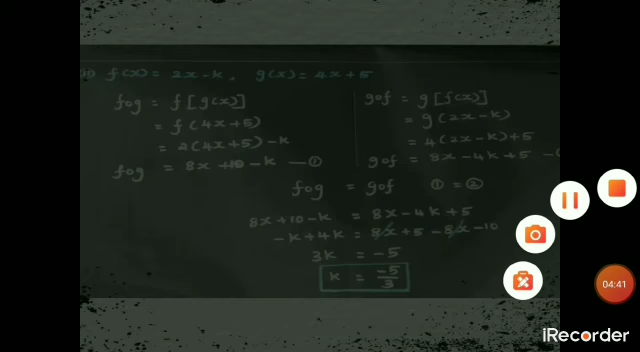 ii) f(x) = 2x-k, g(x) = 4x+5
fog = f[g(x)]
= f(4x+5)
= 2(4x+5)-k
fog = 8x+10-k —①
gof = g[f(x)]
= g(2x-k)
= 4(2x-k)+5
gof = 8x-4k+5 -
fog = gof ①=②
8x+10-k = 8x-4k+5
-k+4k = 8x+5-8x-10
3k = -5
k = -5/3
04:41
iRecorder